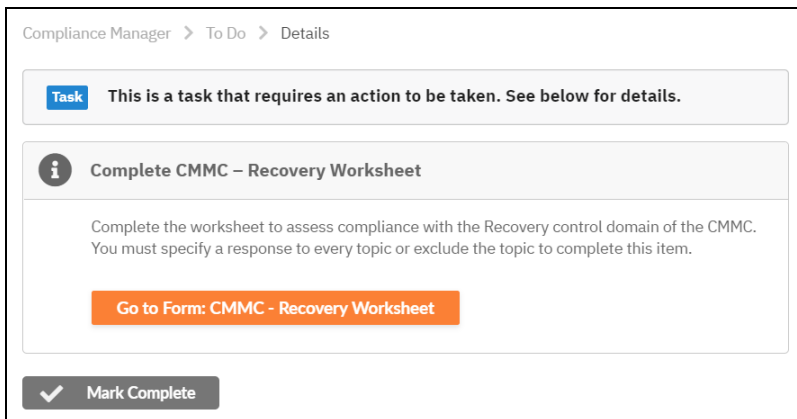 Compliance Manager > To Do > Details
Task This is a task that requires an action to be taken. See below for details.
Complete CMMC – Recovery Worksheet
Complete the worksheet to assess compliance with the Recovery control domain of the CMMC.
You must specify a response to every topic or exclude the topic to complete this item.
Go to Form: CMMC - Recovery Worksheet
Mark Complete